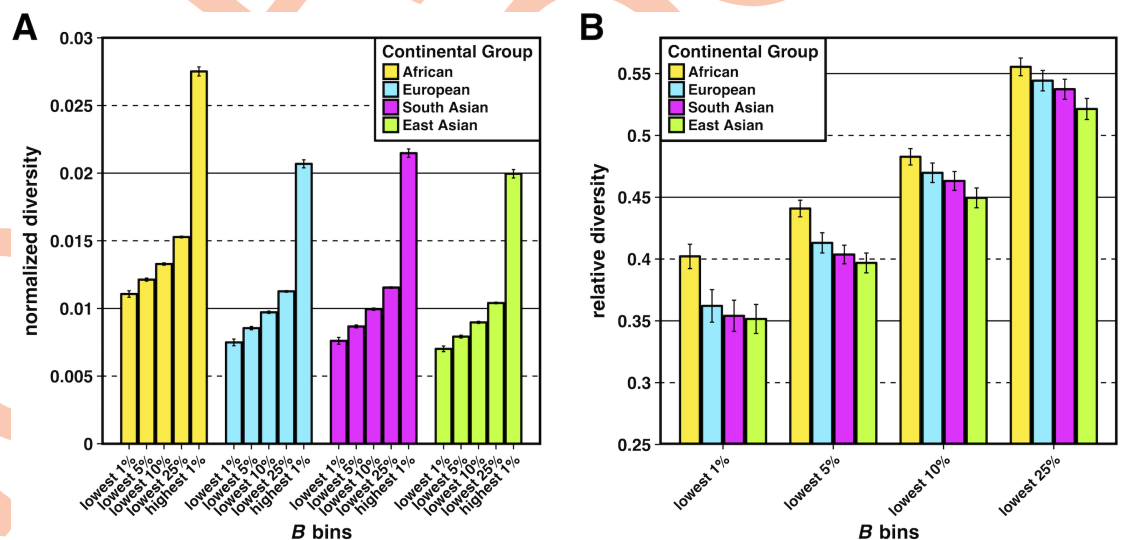 A
normalized diversity
0.03
0.025
0.02
0.015
0.01
0.005
0
Continental Group
African
European
South Asian
East Asian
lowest 1%
lowest 5%
lowest 10%
lowest 25%
highest 1%
lowest 1%
lowest 5%
lowest 10%
lowest 25%
highest 1%
lowest 1%
lowest 5%
lowest 10%
lowest 25%
highest 1%
lowest 1%
lowest 5%
lowest 10%
lowest 25%
highest 1%
B bins
B
relative diversity
0.55
0.5
0.45
0.4
0.35
0.3
0.25
Continental Group
African
European
South Asian
East Asian
lowest 1%
lowest 5%
lowest 10%
lowest 25%
B bins